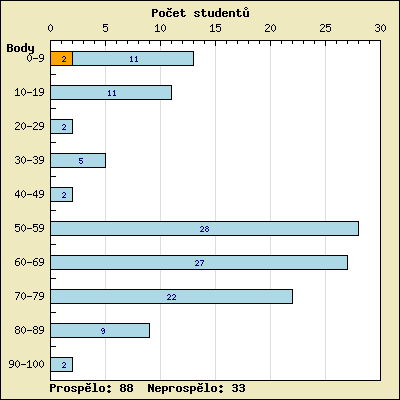 Počet studentů
0 5 10 15 20 25 30
Body
0-9 2 11
10-19 11
20-29 2
30-39 5
40-49 2
50-59 28
60-69 27
70-79 22
80-89 9
90-100 2
Prospělo: 88 Neprospělo: 33